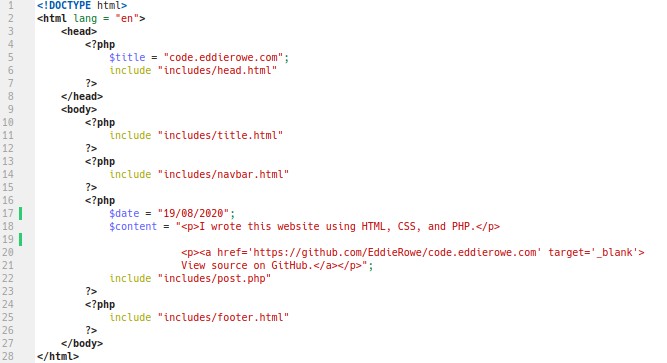 1 <!DOCTYPE html>
2 <html lang = "en">
3     <head>
4         <?php
5             $title = "code.eddierowe.com";
6             include "includes/head.html"
7         ?>
8     </head>
9     <body>
10         <?php
11             include "includes/title.html"
12         ?>
13         <?php
14             include "includes/navbar.html"
15         ?>
16         <?php
17             $date = "19/08/2020";
18             $content = "<p>I wrote this website using HTML, CSS, and PHP.</p>
19
20                         <p><a href='https://github.com/EddieRowe/code.eddierowe.com' target='_blank'>
21                         View source on GitHub.</a></p>";
22             include "includes/post.php"
23         ?>
24         <?php
25             include "includes/footer.html"
26         ?>
27     </body>
28 </html>